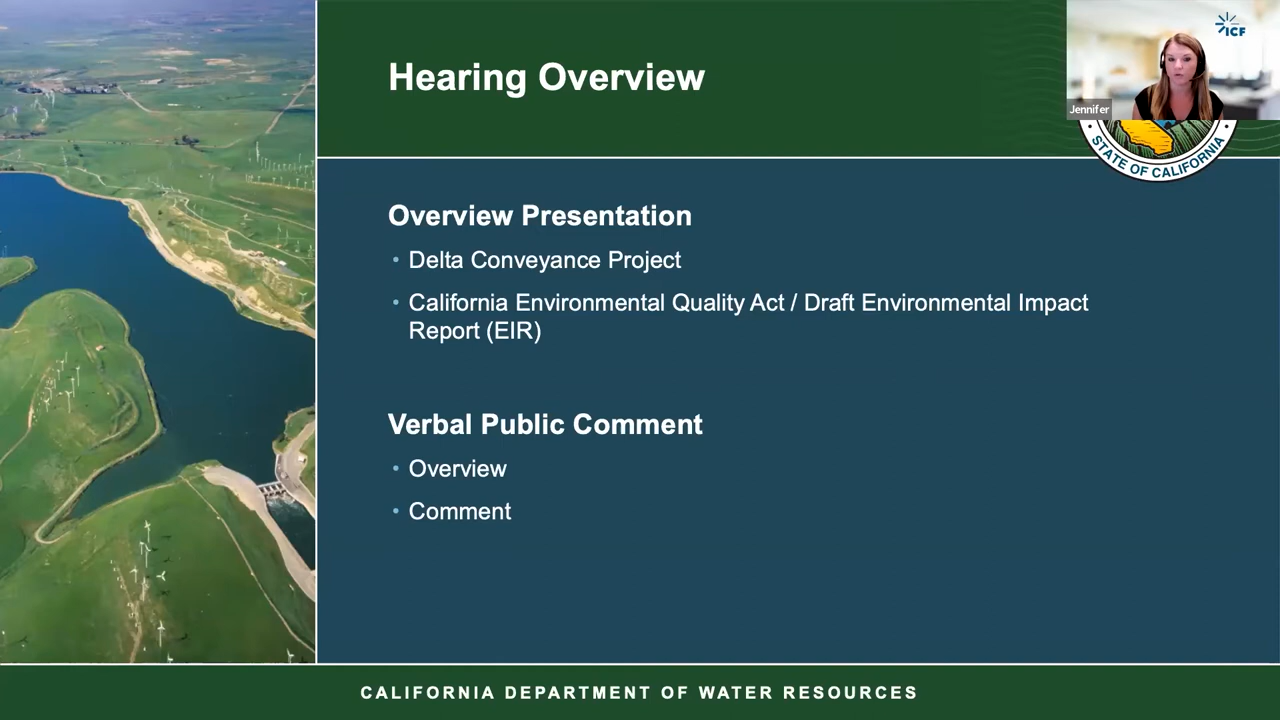 Hearing Overview
ICF
Jennifer
STATE OF CALIFORNIA
Overview Presentation
• Delta Conveyance Project
• California Environmental Quality Act / Draft Environmental Impact
Report (EIR)
Verbal Public Comment
• Overview
• Comment
CALIFORNIA DEPARTMENT OF WATER RESOURCES